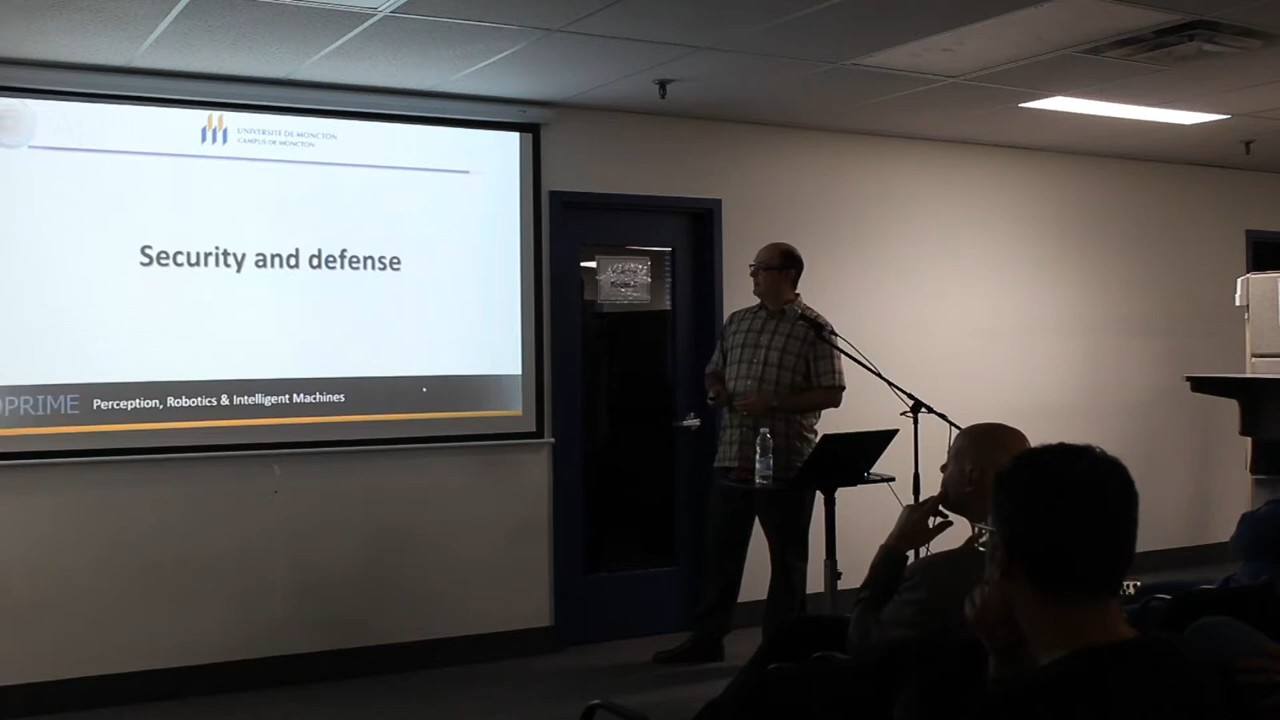 UNIVERSITÉ DE MONCTON
CAMPUS DE MONCTON
Security and defense
PRIME
Perception, Robotics & Intelligent Machines